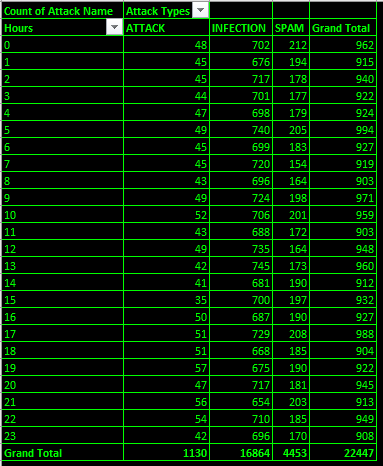 Count of Attack Name Attack Types
Hours ATTACK INFECTION SPAM Grand Total
0 48 702 212 962
1 45 676 194 915
2 45 717 178 940
3 44 701 177 922
4 47 698 179 924
5 49 740 205 994
6 45 699 183 927
7 45 720 154 919
8 43 696 164 903
9 49 724 198 971
10 52 706 201 959
11 43 688 172 903
12 49 735 164 948
13 42 745 173 960
14 41 681 190 912
15 35 700 197 932
16 50 687 190 927
17 51 729 208 988
18 51 668 185 904
19 57 675 190 922
20 47 717 181 945
21 56 654 203 913
22 54 710 185 949
23 42 696 170 908
Grand Total 1130 16864 4453 22447